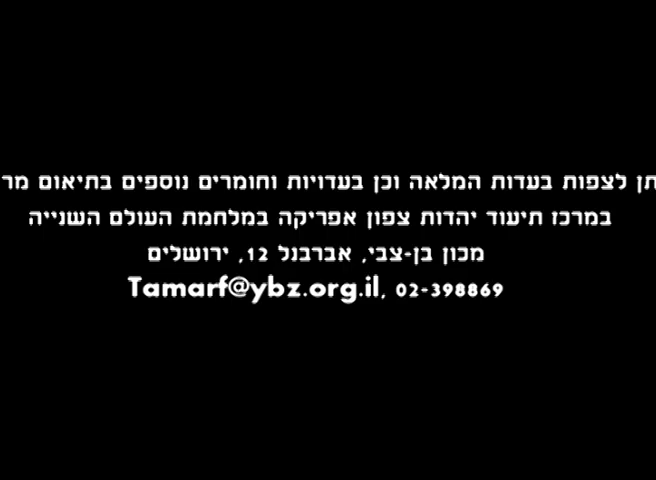 תן לצפות בעדות המלאה וכן בעדויות וחומרים נוספים בתיאום מר
במרכז תיעוד יהדות צפון אפריקה במלחמת העולם השנייה
מכון בן-צבי, אברבנל 12, ירושלים
Tamarf@ybz.org.il, 02-398869